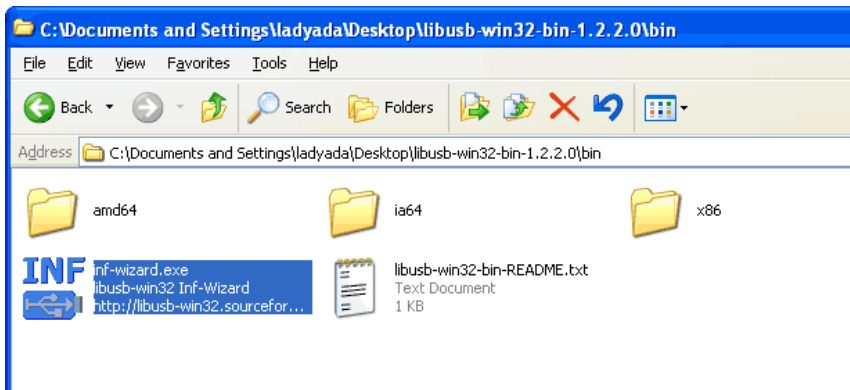 C:\Documents and Settings\ladyada\Desktop\libusb-win32-bin-1.2.2.0\bin
File Edit View Favorites Tools Help
Back Search Folders
Address C:\Documents and Settings\ladyada\Desktop\libusb-win32-bin-1.2.2.0\bin
amd64 ia64 x86
INF inf-wizard.exe libusb-win32-bin-README.txt
libusb-win32 Inf-Wizard Text Document
http://libusb-win32.sourcefor... 1 KB